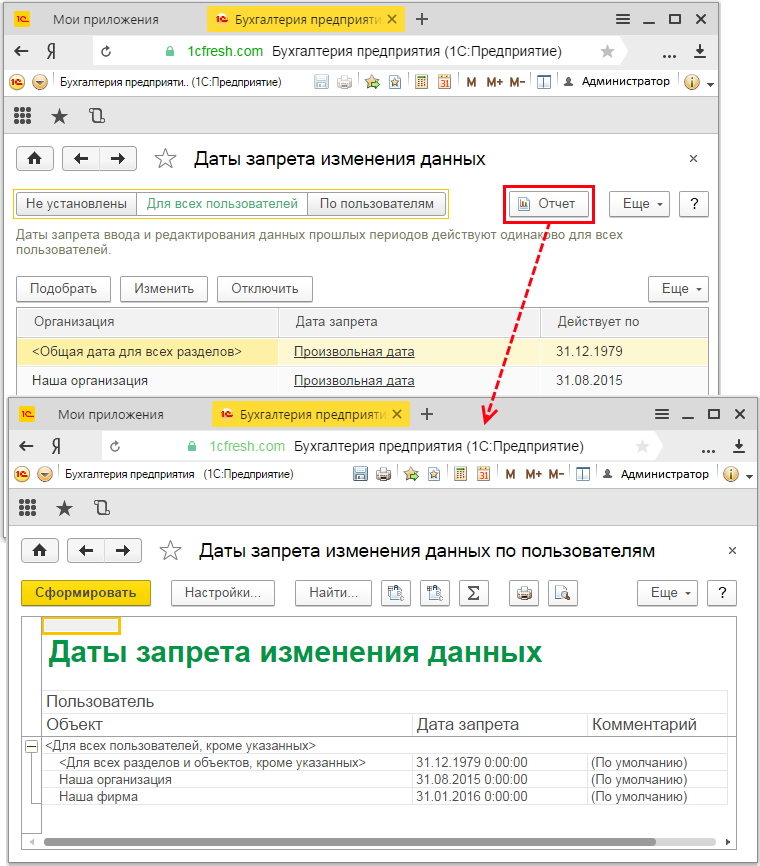 Мои приложения
Бухгалтерия предприяти
1cfresh.com Бухгалтерия предприятия (1С:Предприятие)
Бухгалтерия предприяти.. (1С:Предприятие) M M+ M- Администратор
Даты запрета изменения данных
Не установлены Для всех пользователей По пользователям Отчет Еще ?
Даты запрета ввода и редактирования данных прошлых периодов действуют одинаково для всех
пользователей.
Подобрать Изменить Отключить Еще
Организация Дата запрета Действует по
<Общая дата для всех разделов> Произвольная дата 31.12.1979
Наша организация Произвольная дата 31.08.2015
Мои приложения
Бухгалтерия предприяти
1cfresh.com Бухгалтерия предприятия (1С:Предприятие)
Бухгалтерия предприятия (1С:Предприятие) M M+ M- Администратор
Даты запрета изменения данных по пользователям
Сформировать Настройки... Найти... Еще ?
Даты запрета изменения данных
Пользователь
Объект Дата запрета Комментарий
<Для всех пользователей, кроме указанных>
<Для всех разделов и объектов, кроме указанных> 31.12.1979 0:00:00 (По умолчанию)
Наша организация 31.08.2015 0:00:00 (По умолчанию)
Наша фирма 31.01.2016 0:00:00 (По умолчанию)